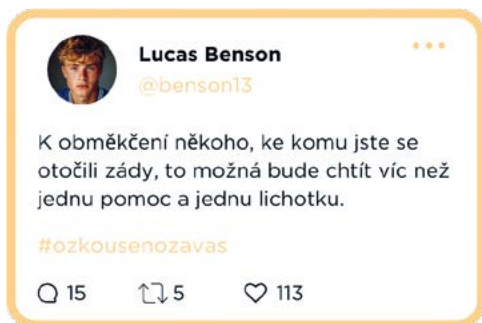 Lucas Benson
@benson13
K obměkčení někoho, ke komu jste se
otočili zády, to možná bude chtít víc než
jednu pomoc a jednu lichotku.
#ozkousenozavas
15 5 113